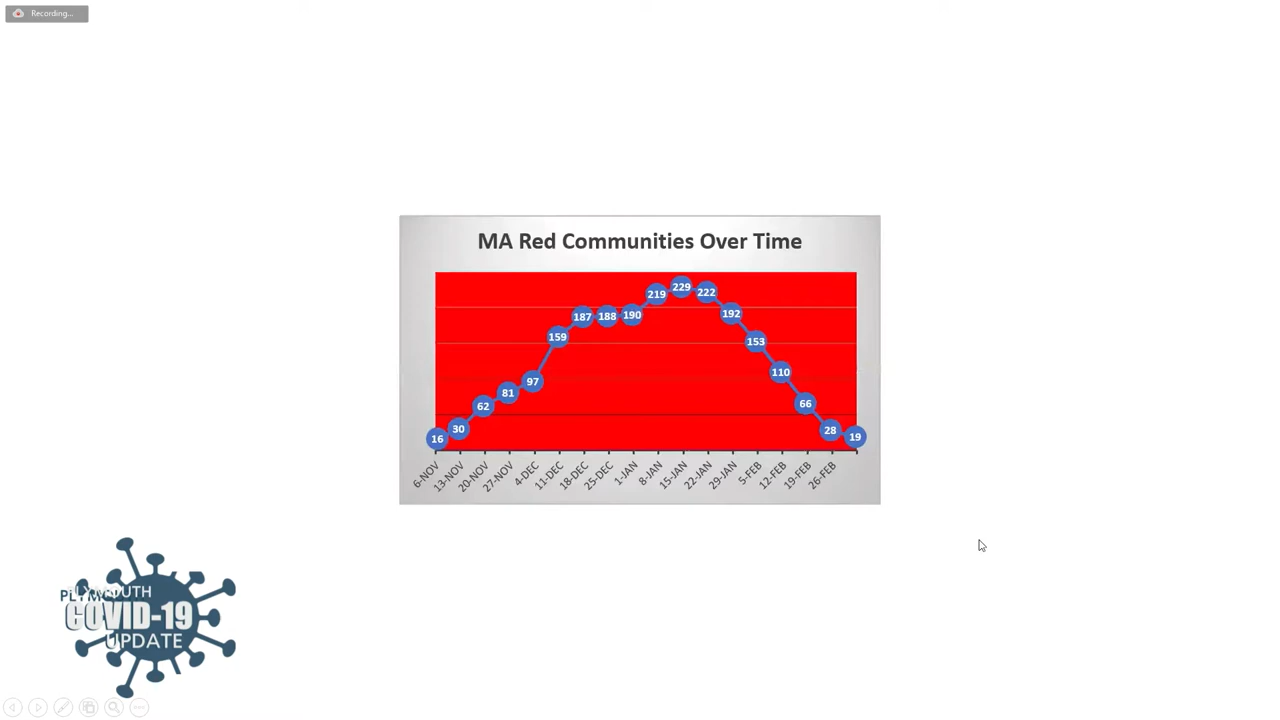 Recording...
MA Red Communities Over Time
16 30 62 81 97 159 187 188 190 219 229 222 192 153 110 66 28 19
6-NOV 13-NOV 20-NOV 27-NOV 4-DEC 11-DEC 18-DEC 25-DEC 1-JAN 8-JAN 15-JAN 22-JAN 29-JAN 5-FEB 12-FEB 19-FEB 26-FEB
PLYMOUTH
COVID-19
UPDATE